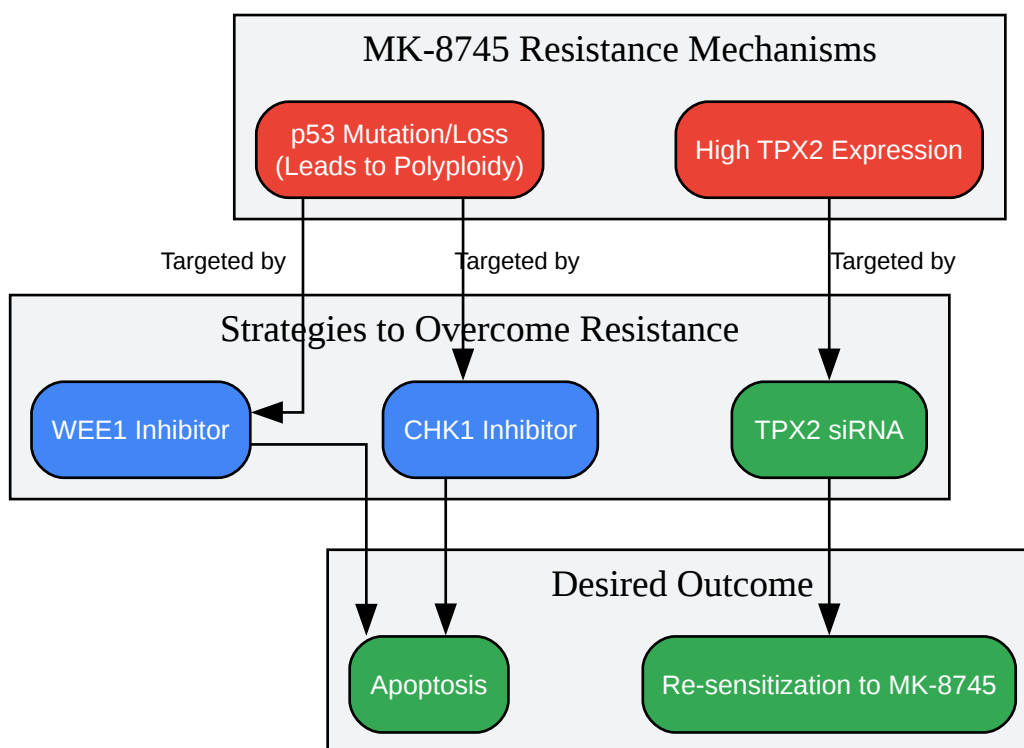 MK-8745 Resistance Mechanisms
p53 Mutation/Loss
(Leads to Polyploidy)
High TPX2 Expression
Targeted by
Targeted by
Targeted by
Strategies to Overcome Resistance
WEE1 Inhibitor
CHK1 Inhibitor
TPX2 siRNA
Desired Outcome
Apoptosis
Re-sensitization to MK-8745